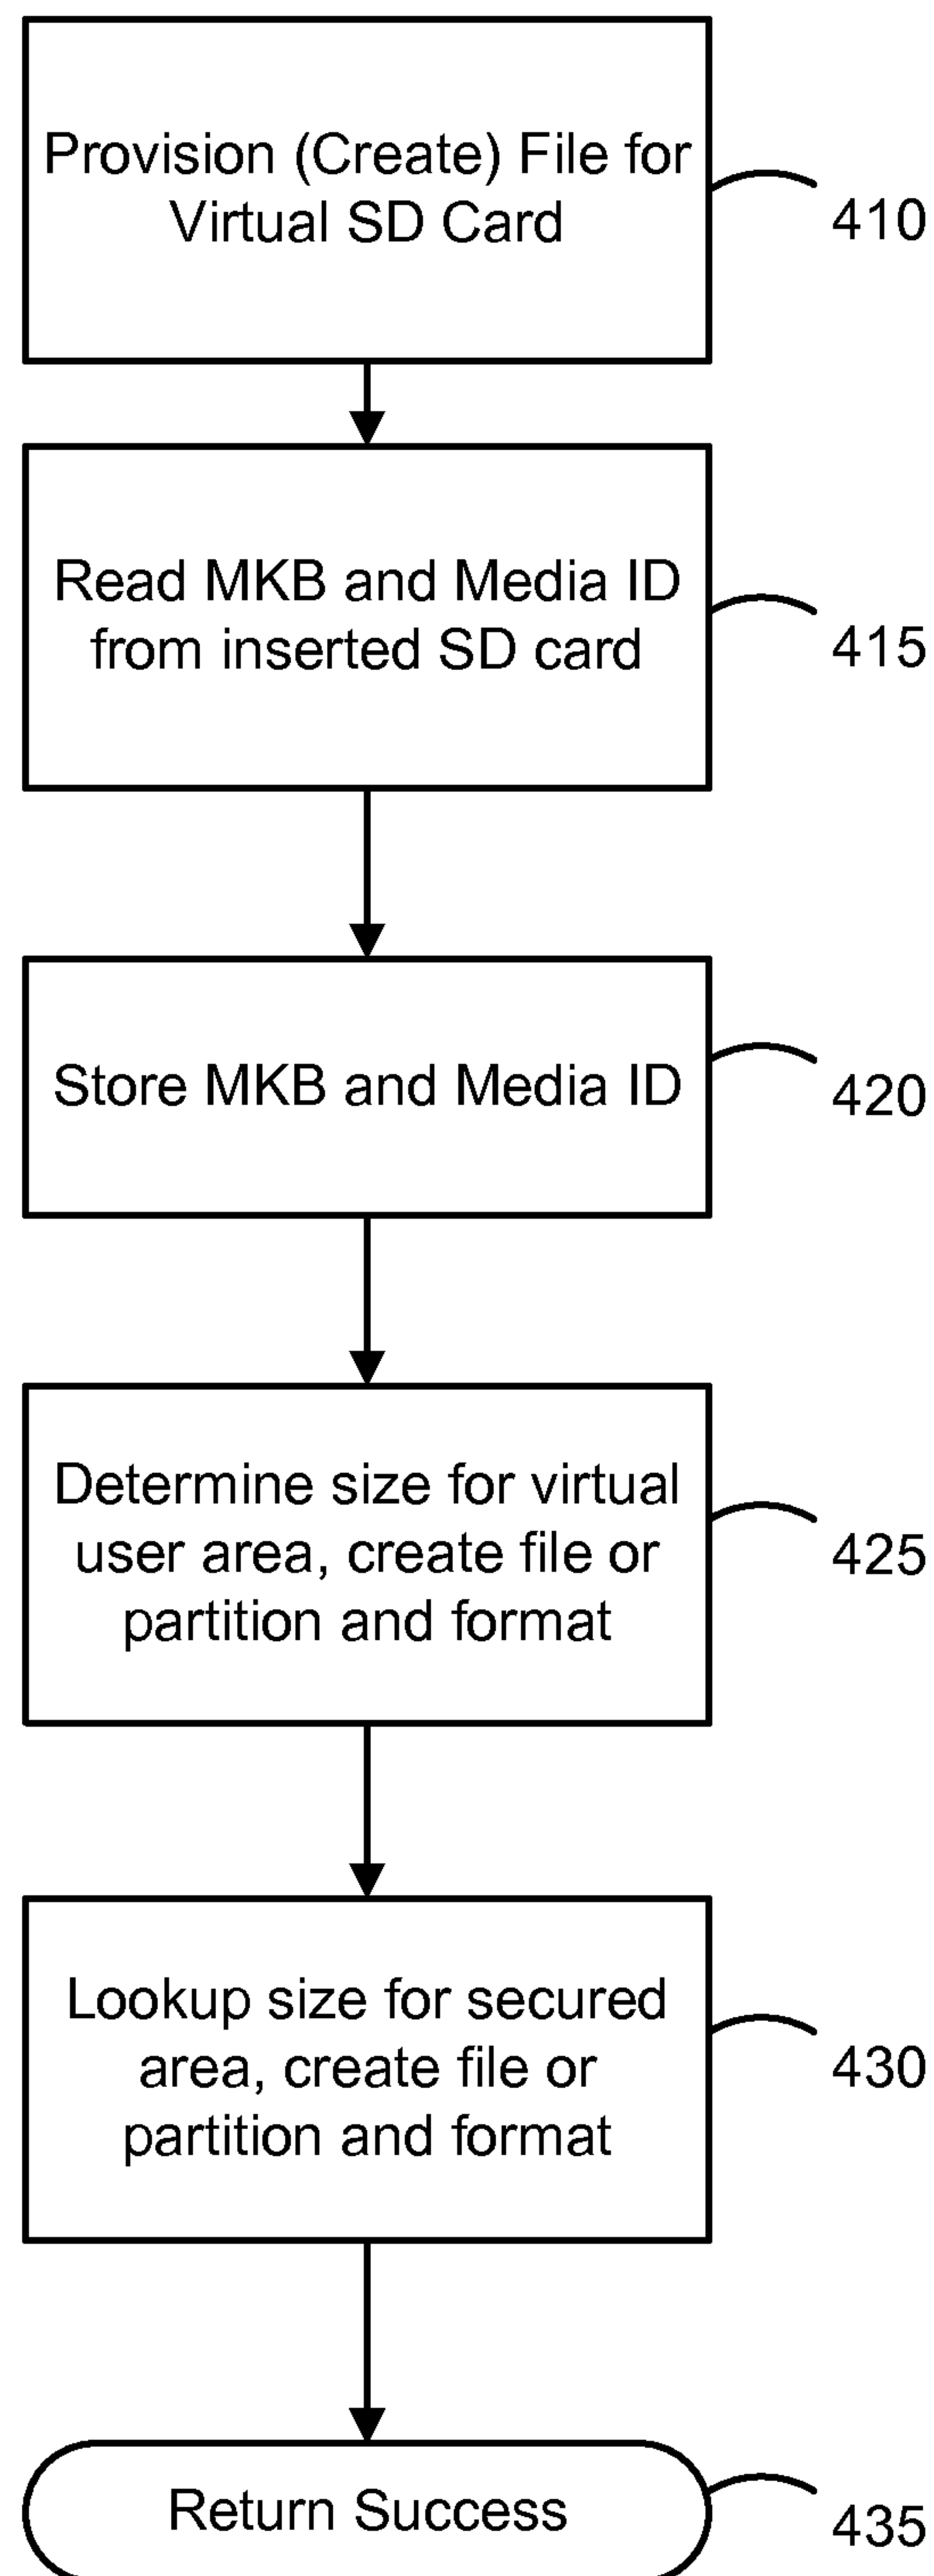 Provision (Create) File for
Virtual SD Card
410
Read MKB and Media ID
from inserted SD card
415
Store MKB and Media ID
420
Determine size for virtual
user area, create file or
partition and format
425
Lookup size for secured
area, create file or
partition and format
430
Return Success
435